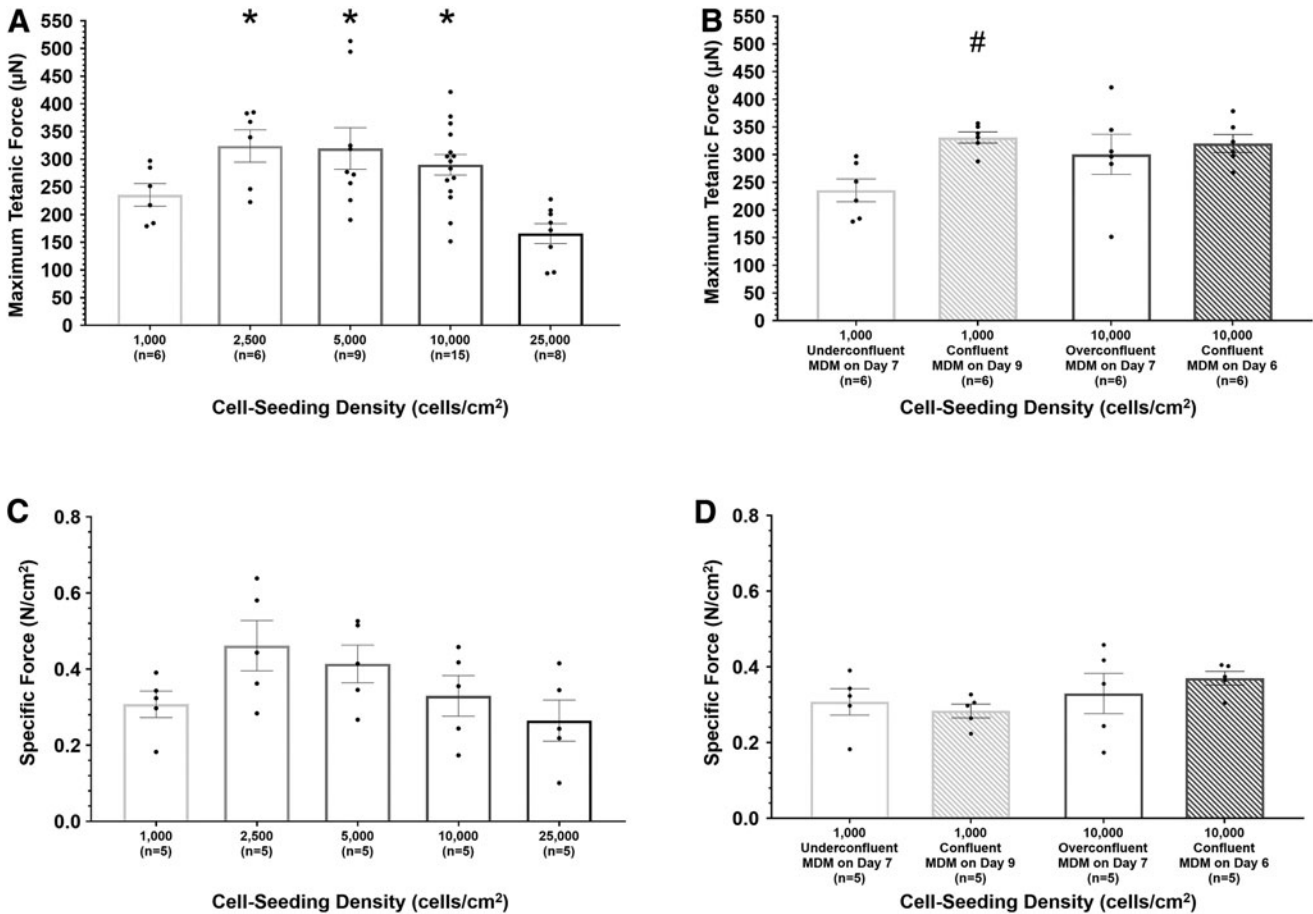 A
Maximum Tetanic Force (µN)
550
500
450
400
350
300
250
200
150
100
50
0
* * *
1,000 2,500 5,000 10,000 25,000
(n=6) (n=6) (n=9) (n=15) (n=8)
Cell-Seeding Density (cells/cm²)
B
Maximum Tetanic Force (µN)
550
500
450
400
350
300
250
200
150
100
50
0
#
1,000 1,000 10,000 10,000
Underconfluent Confluent Overconfluent Confluent
MDM on Day 7 MDM on Day 9 MDM on Day 7 MDM on Day 6
(n=6) (n=6) (n=6) (n=6)
Cell-Seeding Density (cells/cm²)
C
Specific Force (N/cm²)
0.8
0.6
0.4
0.2
0.0
1,000 2,500 5,000 10,000 25,000
(n=5) (n=5) (n=5) (n=5) (n=5)
Cell-Seeding Density (cells/cm²)
D
Specific Force (N/cm²)
0.8
0.6
0.4
0.2
0.0
1,000 1,000 10,000 10,000
Underconfluent Confluent Overconfluent Confluent
MDM on Day 7 MDM on Day 9 MDM on Day 7 MDM on Day 6
(n=5) (n=5) (n=5) (n=5)
Cell-Seeding Density (cells/cm²)